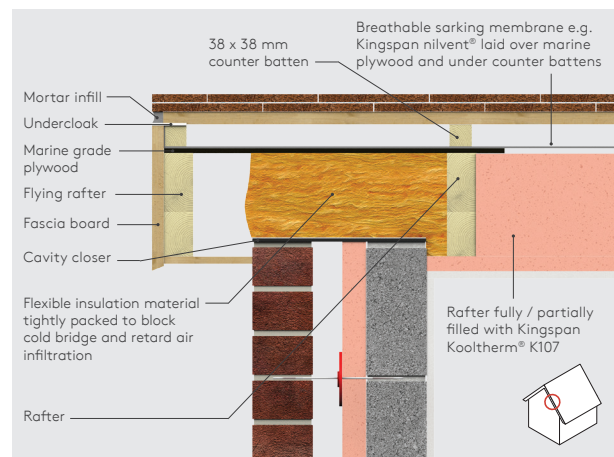 Breathable sarking membrane e.g.
Kingspan nilvent® laid over marine
plywood and under counter battens
38 x 38 mm
counter batten
Mortar infill
Undercloak
Marine grade
plywood
Flying rafter
Fascia board
Cavity closer
Flexible insulation material
tightly packed to block
cold bridge and retard air
infiltration
Rafter
Rafter fully / partially
filled with Kingspan
Kooltherm® K107